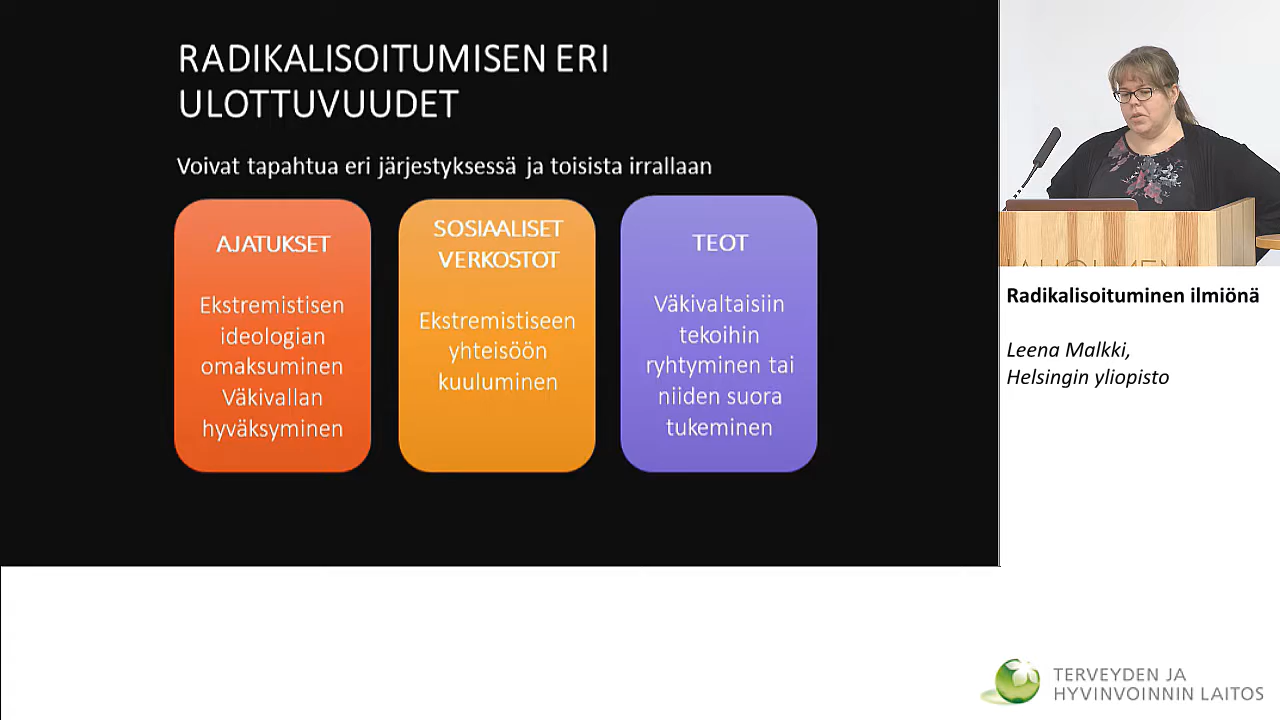 RADIKALISOITUMISEN ERI
ULOTTUVUUDET
Voivat tapahtua eri järjestyksessä ja toisista irrallaan
AJATUKSET
Ekstremistisen
ideologian
omaksuminen
Väkivallan
hyväksyminen
SOSIAALISET
VERKOSTOT
Ekstremistiseen
yhteisöön
kuuluminen
TEOT
Väkivaltaisiin
tekoihin
ryhtyminen tai
niiden suora
tukeminen
Radikalisoituminen ilmiönä
Leena Malkki,
Helsingin yliopisto
TERVEYDEN JA
HYVINVOINNIN LAITOS